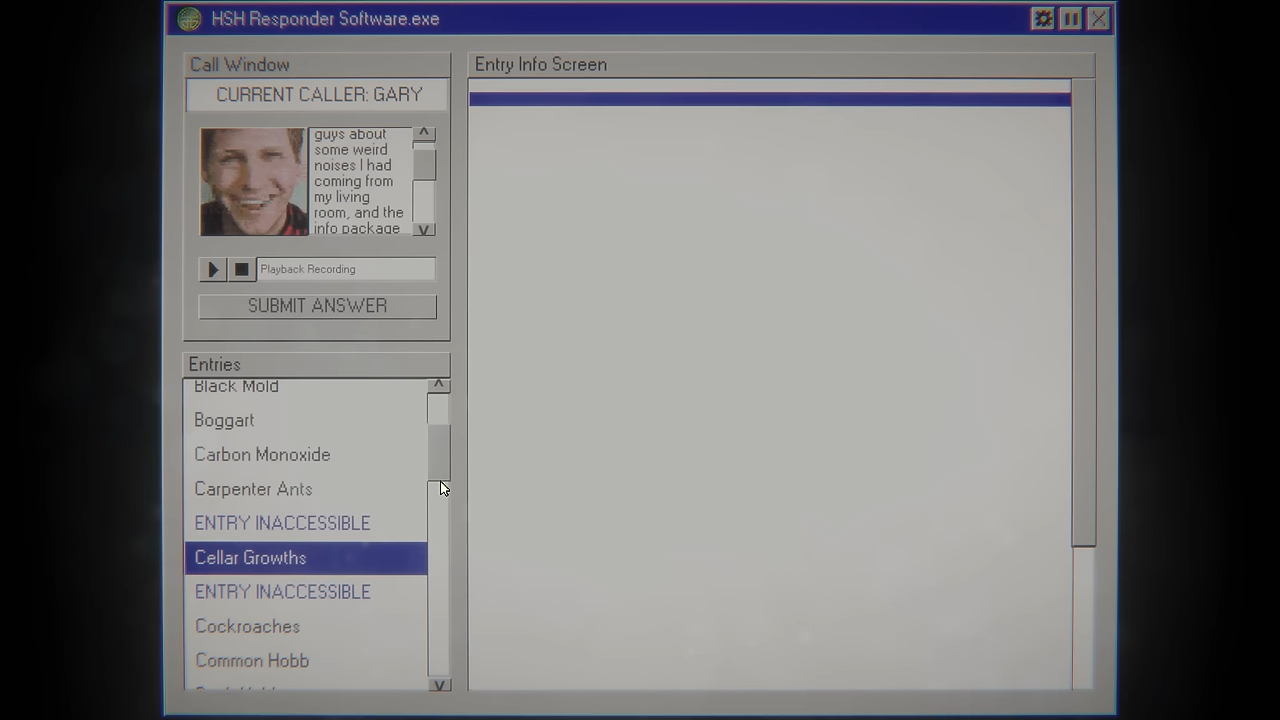 HSH Responder Software.exe
Call Window
CURRENT CALLER: GARY
guys about
some weird
noises I had
coming from
my living
room, and the
info package
Playback Recording
SUBMIT ANSWER
Entries
Black Mold
Boggart
Carbon Monoxide
Carpenter Ants
ENTRY INACCESSIBLE
Cellar Growths
ENTRY INACCESSIBLE
Cockroaches
Common Hobb
Entry Info Screen